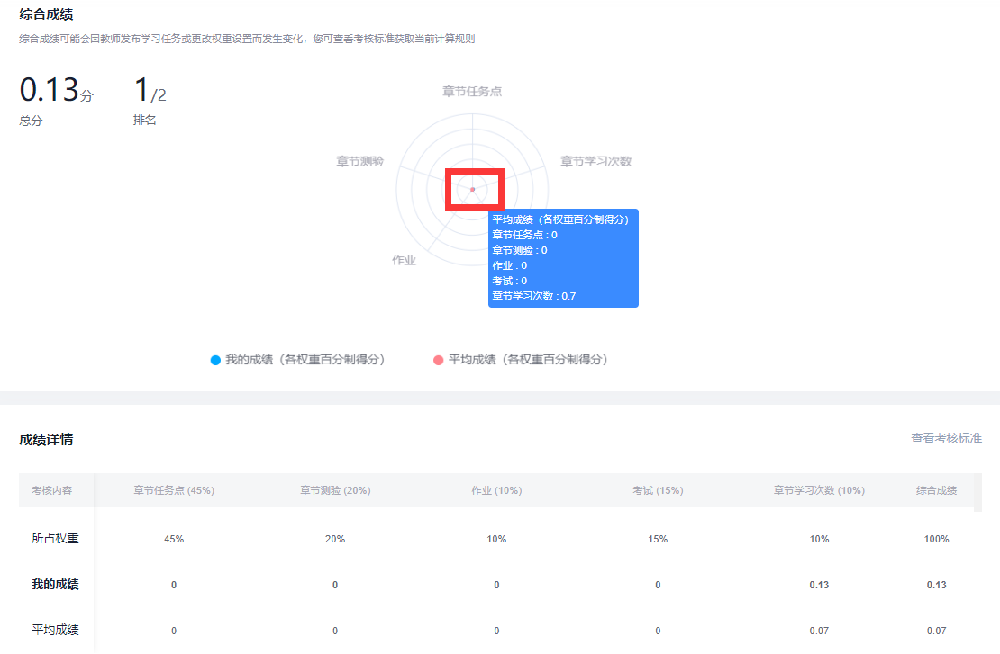 综合成绩
综合成绩可能会因教师发布学习任务或更改权重设置而发生变化，您可查看考核标准获取当前计算规则
0.13分 1/2
总分 排名
章节任务点
章节测验 章节学习次数
作业
平均成绩（各权重百分制得分）
章节任务点 : 0
章节测验 : 0
作业 : 0
考试 : 0
章节学习次数 : 0.7
我的成绩（各权重百分制得分） 平均成绩（各权重百分制得分）
成绩详情 查看考核标准
考核内容 章节任务点 (45%) 章节测验 (20%) 作业 (10%) 考试 (15%) 章节学习次数 (10%) 综合成绩
所占权重 45% 20% 10% 15% 10% 100%
我的成绩 0 0 0 0 0.13 0.13
平均成绩 0 0 0 0 0.07 0.07